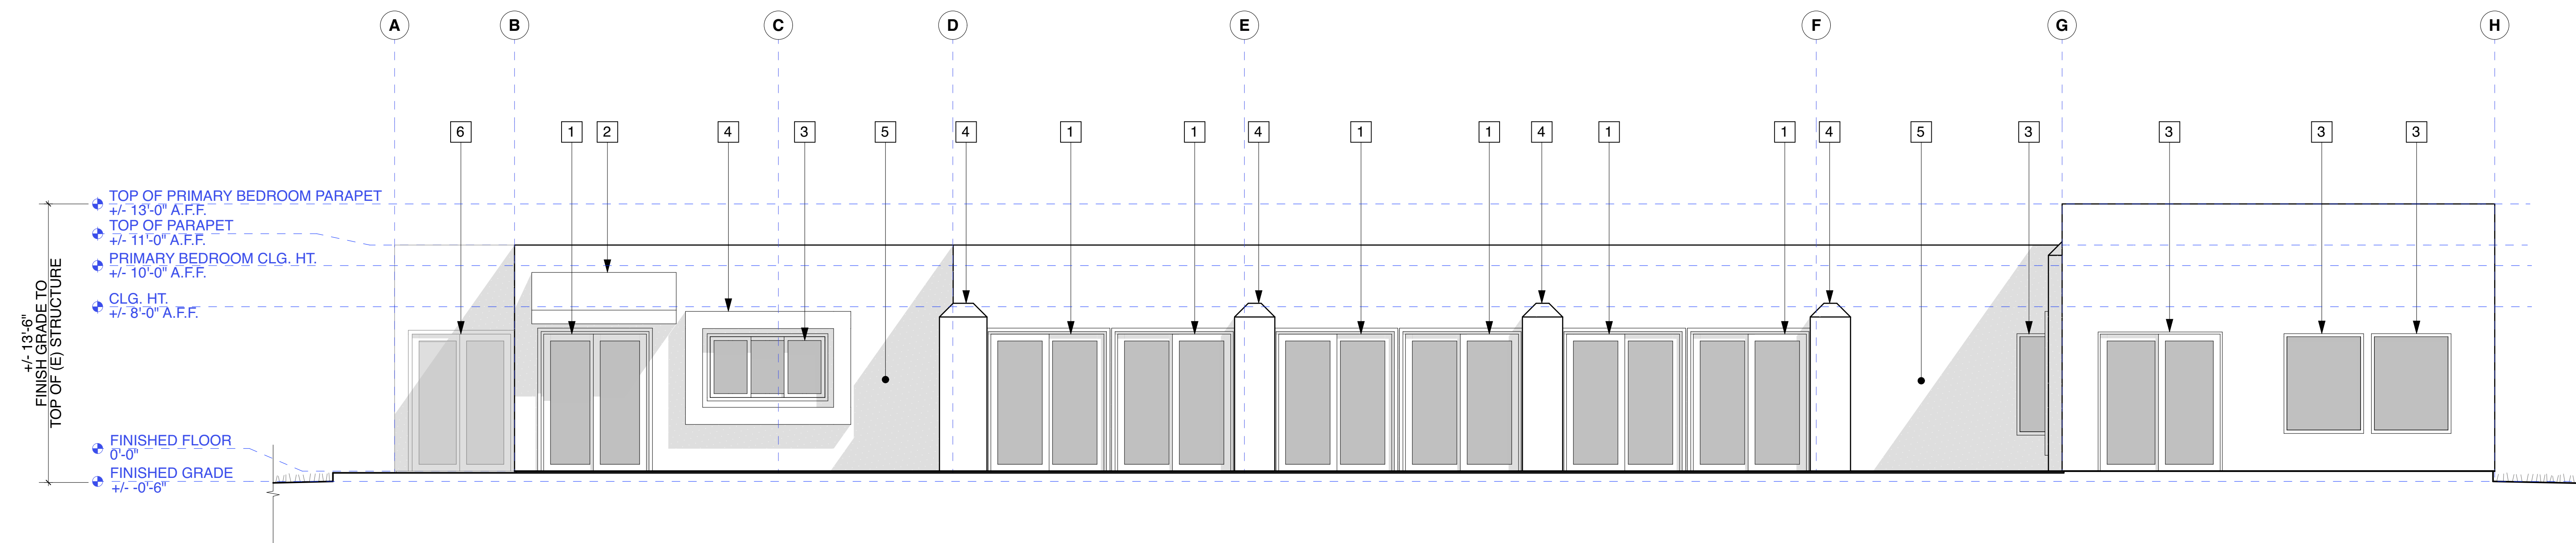 A B C D E F G H
6 1 2 4 3 5 4 1 1 4 1 1 4 1 1 4 5 3 3 3 3
TOP OF PRIMARY BEDROOM PARAPET
+/- 13'-0" A.F.F.
TOP OF PARAPET
+/- 11'-0" A.F.F.
PRIMARY BEDROOM CLG. HT.
+/- 10'-0" A.F.F.
CLG. HT.
+/- 8'-0" A.F.F.
+/- 13'-6"
FINISH GRADE TO
TOP OF (E) STRUCTURE
FINISHED FLOOR
0'-0"
FINISHED GRADE
+/- -0'-6"